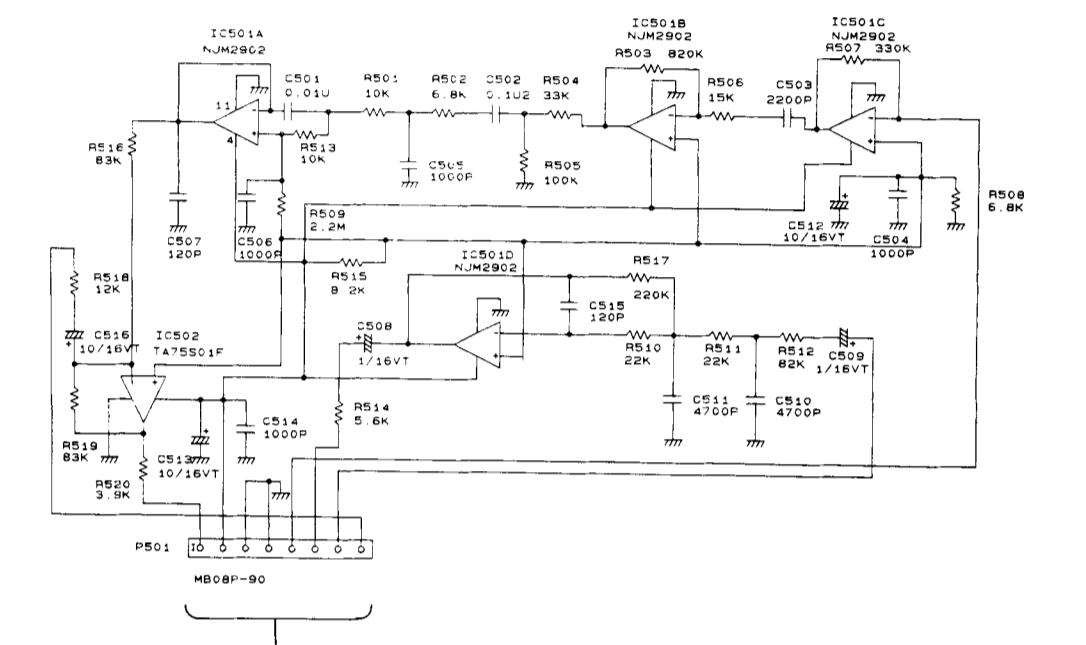 IC501A
NJM2902
IC501B
NJM2902
R503 820K
IC501C
NJM2902
R507 330K
C501
0.01U
R501
10K
R502
6.8K
C502
0.1U2
R504
33K
R506
15K
C503
2200P
11
4
-
+
-
+
-
+
R516
83K
R513
10K
C505
1000P
R505
100K
R508
6.8K
C507
120P
C506
1000P
R509
2.2M
C512
10/16VT
+
C504
1000P
R515
8.2K
IC501D
NJM2902
R517
220K
R518
12K
C515
120P
C516
10/16VT
+
IC502
TA75S01F
C508
+
1/16VT
-
+
R510
22K
R511
22K
R512
82K
C509
1/16VT
+
-
+
R514
5.6K
C511
4700P
C510
4700P
R519
83K
C514
1000P
C513
10/16VT
+
R520
3.9K
P501
1
MB08P-90